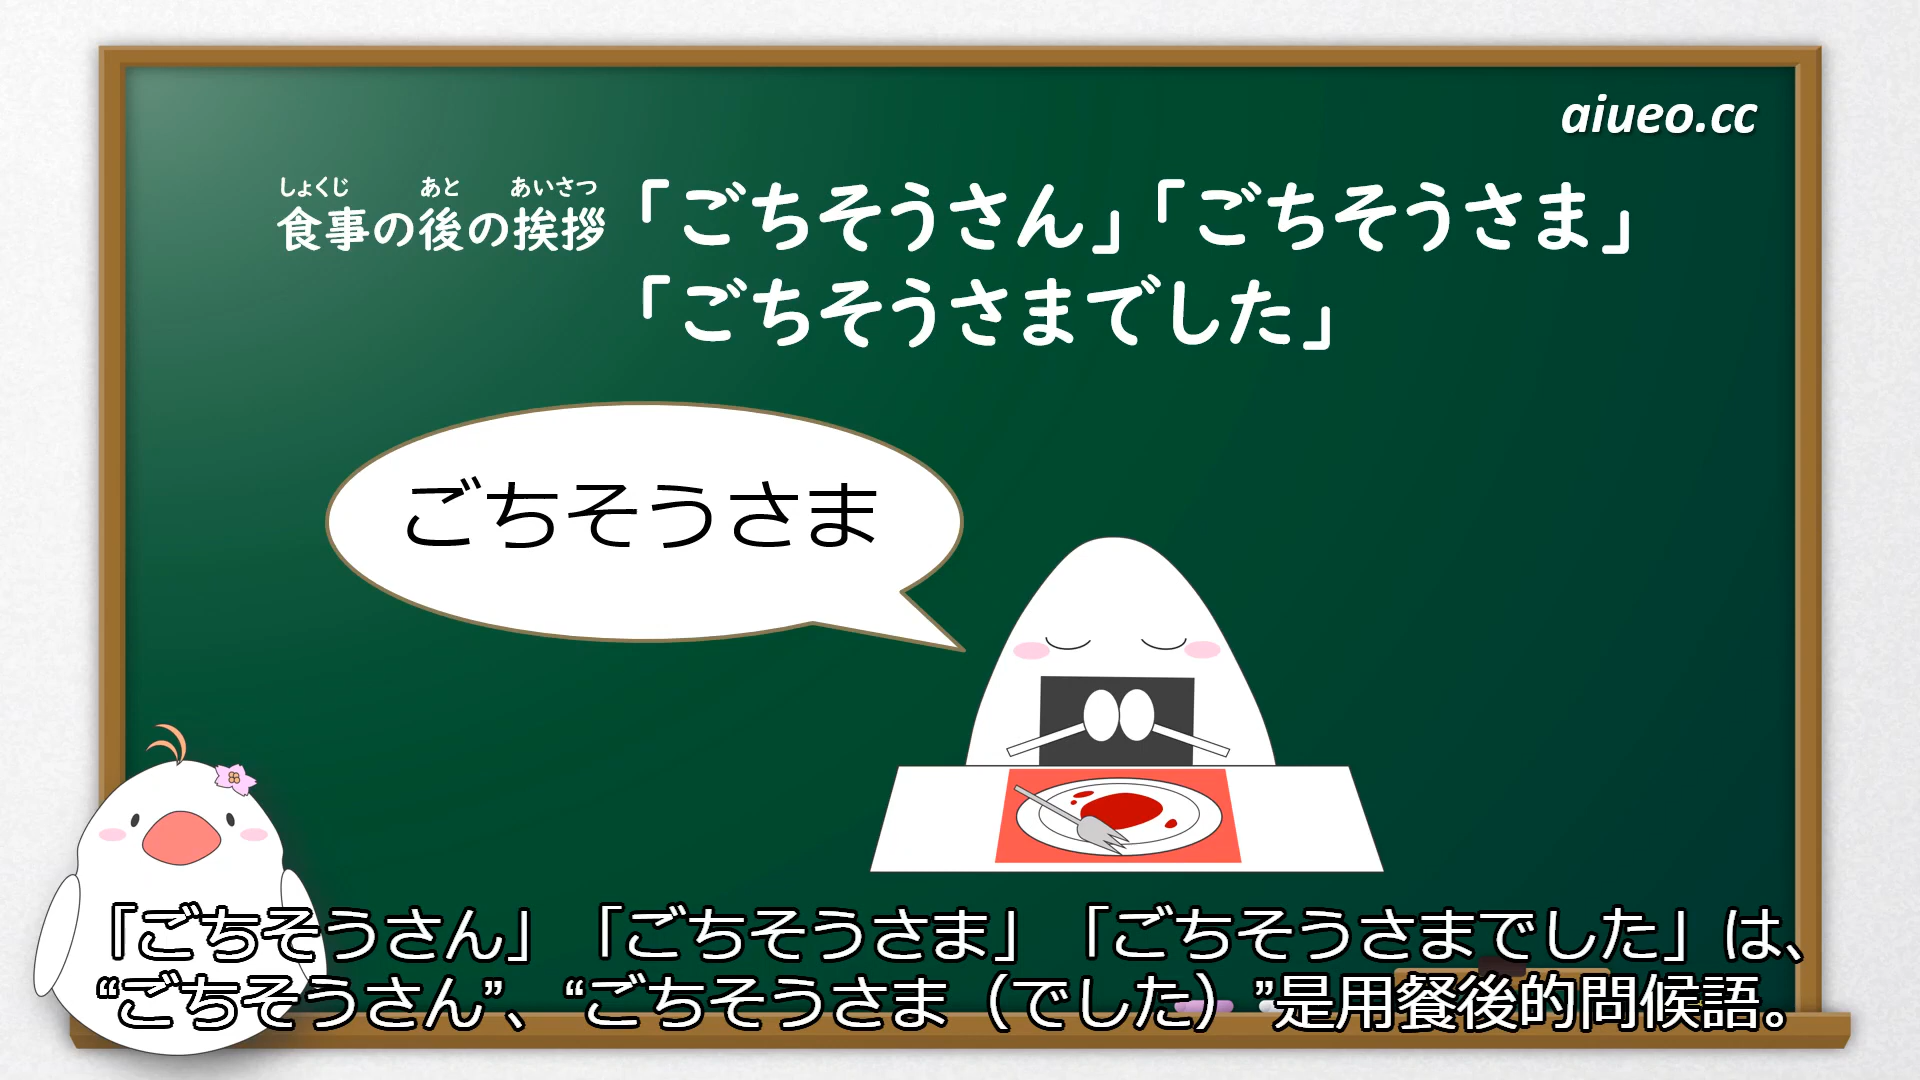 aiueo.cc
しょくじ あと あいさつ
食事の後の挨拶「ごちそうさん」「ごちそうさま」
「ごちそうさまでした」
ごちそうさま
「ごちそうさん」「ごちそうさま」「ごちそうさまでした」は、
“ごちそうさん”、“ごちそうさま（でした）”是用餐後的問候語。